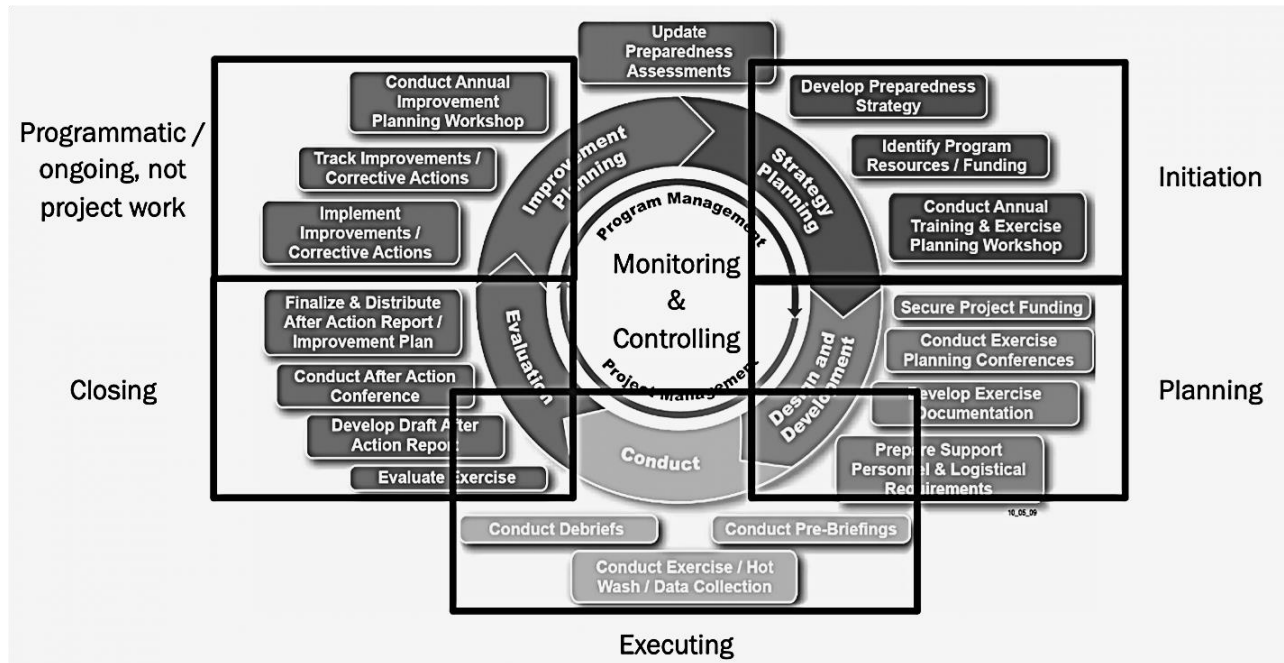 Update
Preparedness
Assessments
Conduct Annual
Improvement
Planning Workshop
Track Improvements /
Corrective Actions
Implement
Improvements /
Corrective Actions
Programmatic /
ongoing, not
project work
Develop Preparedness
Strategy
Identify Program
Resources / Funding
Conduct Annual
Training & Exercise
Planning Workshop
Initiation
Improvement
Planning
Strategy
Planning
Program Management
Monitoring
&
Controlling
Project Management
Evaluation
Design and
Development
Conduct
Finalize & Distribute
After Action Report /
Improvement Plan
Conduct After Action
Conference
Develop Draft After
Action Report
Evaluate Exercise
Closing
Secure Project Funding
Conduct Exercise
Planning Conferences
Develop Exercise
Documentation
Prepare Support
Personnel & Logistical
Requirements
10_05_09
Planning
Conduct Debriefs
Conduct Pre-Briefings
Conduct Exercise / Hot
Wash / Data Collection
Executing